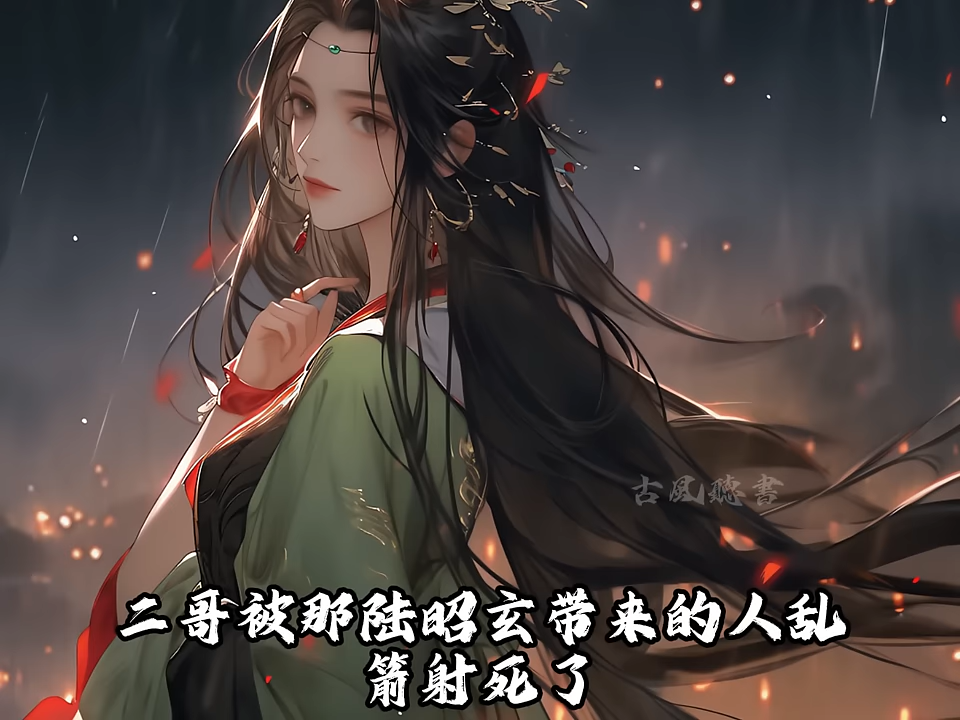 古風聽書
二哥被那陆昭玄带来的人乱
箭射死了